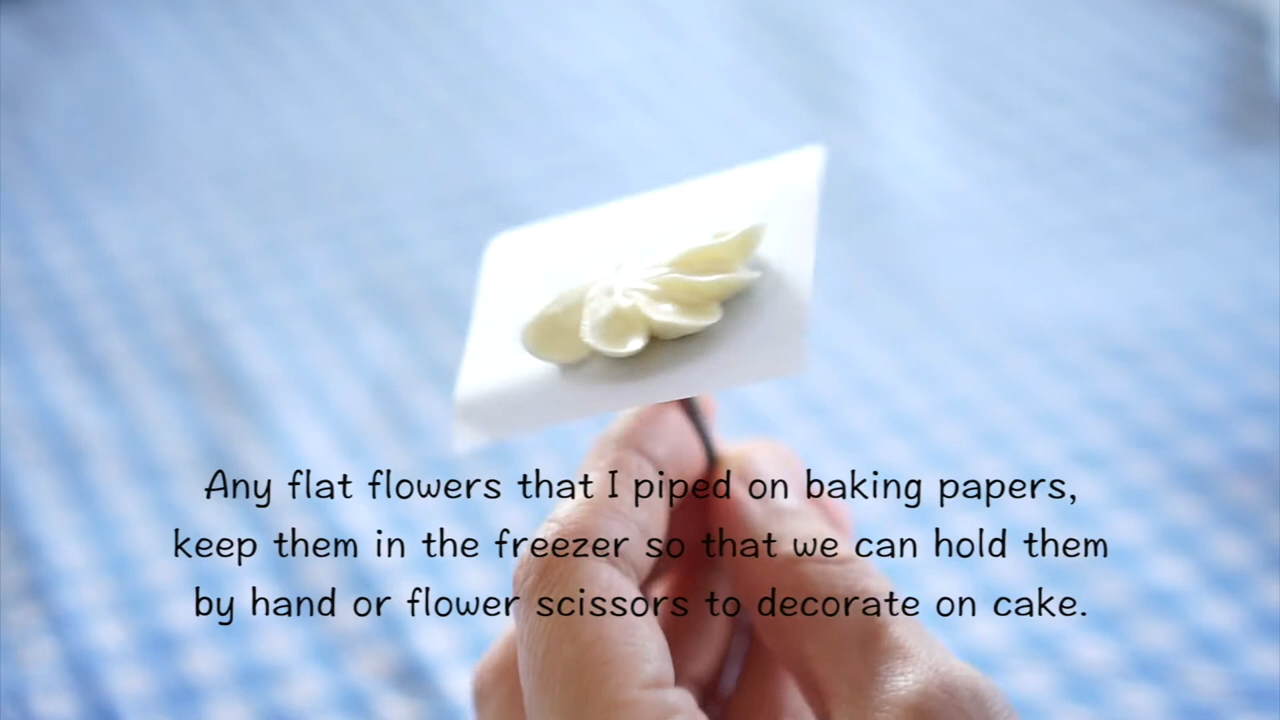 Any flat flowers that I piped on baking papers,
keep them in the freezer so that we can hold them
by hand or flower scissors to decorate on cake.